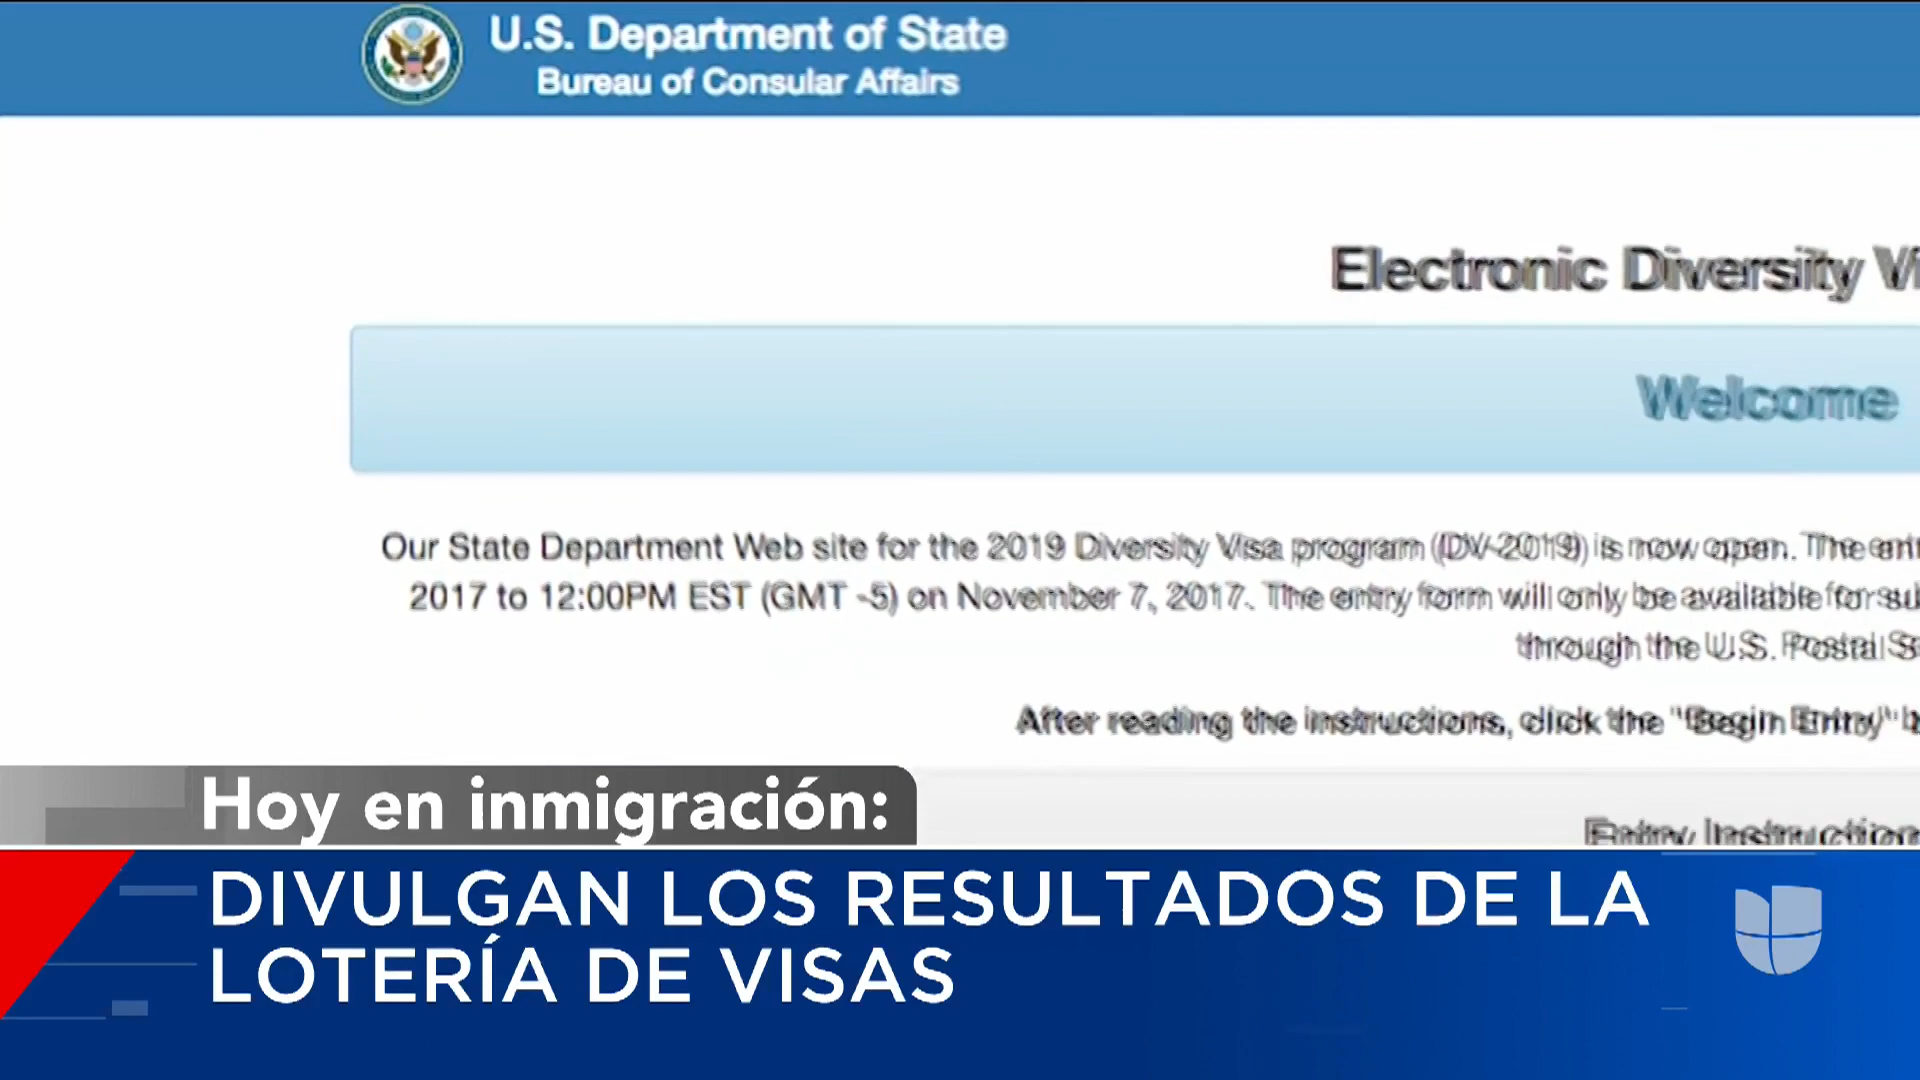 U.S. Department of State
Bureau of Consular Affairs
Electronic Diversity
Welcome
Our State Department Web site for the 2019 Diversity Visa program (DV-2019) is now open. The
2017 to 12:00PM EST (GMT -5) on November 7, 2017. The entry form will only be available for
through the U.S. Postal
After reading the instructions, click the "Begin Entry"
Hoy en inmigración:
Entry
DIVULGAN LOS RESULTADOS DE LA
LOTERÍA DE VISAS